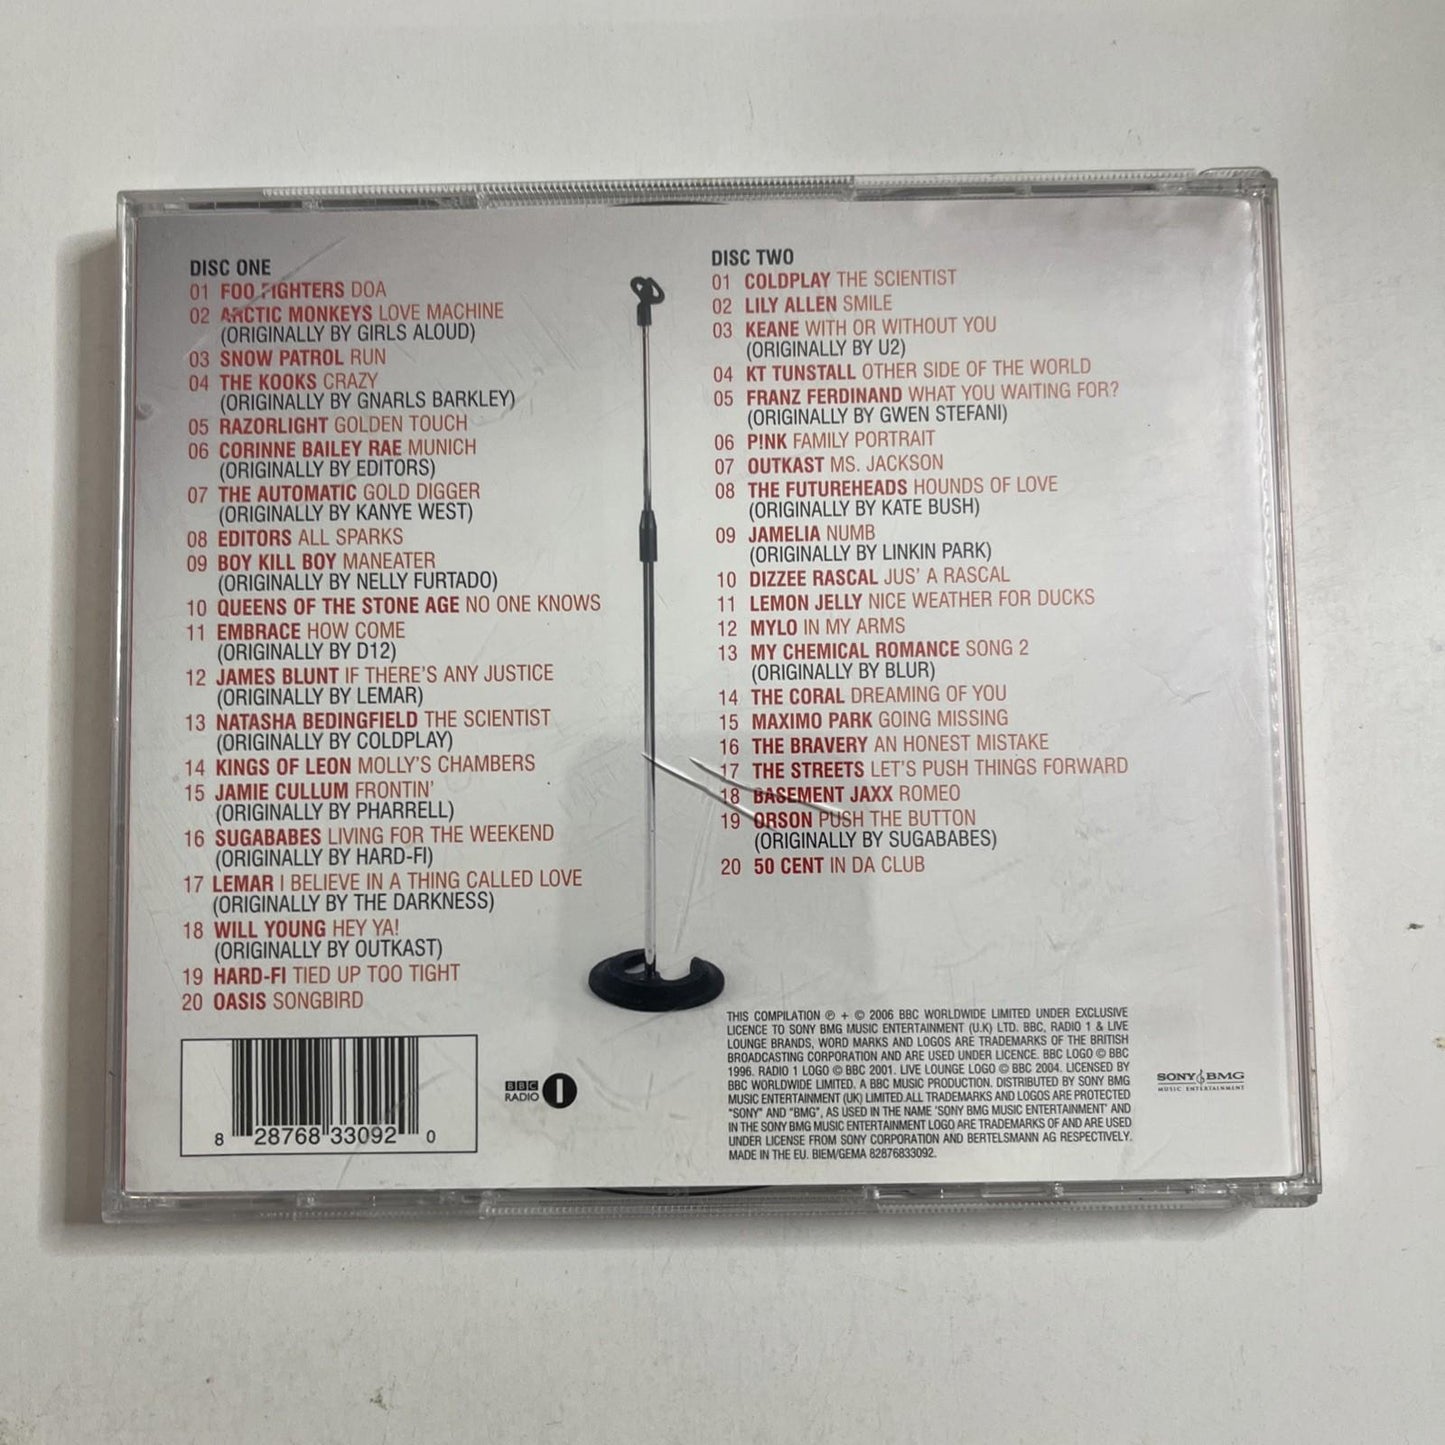 DISC ONE
01 FOO FIGHTERS DOA
02 ARCTIC MONKEYS LOVE MACHINE
(ORIGINALLY BY GIRLS ALOUD)
03 SNOW PATROL RUN
04 THE KOOKS CRAZY
(ORIGINALLY BY GNARLS BARKLEY)
05 RAZORLIGHT GOLDEN TOUCH
06 CORINNE BAILEY RAE MUNICH
(ORIGINALLY BY EDITORS)
07 THE AUTOMATIC GOLD DIGGER
(ORIGINALLY BY KANYE WEST)
08 EDITORS ALL SPARKS
09 BOY KILL BOY MANEATER
(ORIGINALLY BY NELLY FURTADO)
10 QUEENS OF THE STONE AGE NO ONE KNOWS
11 EMBRACE HOW COME
(ORIGINALLY BY D12)
12 JAMES BLUNT IF THERE'S ANY JUSTICE
(ORIGINALLY BY LEMAR)
13 NATASHA BEDINGFIELD THE SCIENTIST
(ORIGINALLY BY COLDPLAY)
14 KINGS OF LEON MOLLY'S CHAMBERS
15 JAMIE CULLUM FRONTIN'
(ORIGINALLY BY PHARRELL)
16 SUGABABES LIVING FOR THE WEEKEND
(ORIGINALLY BY HARD-FI)
17 LEMAR I BELIEVE IN A THING CALLED LOVE
(ORIGINALLY BY THE DARKNESS)
18 WILL YOUNG HEY YA!
(ORIGINALLY BY OUTKAST)
19 HARD-FI TIED UP TOO TIGHT
20 OASIS SONGBIRD
DISC TWO
01 COLDPLAY THE SCIENTIST
02 LILY ALLEN SMILE
03 KEANE WITH OR WITHOUT YOU
(ORIGINALLY BY U2)
04 KT TUNSTALL OTHER SIDE OF THE WORLD
05 FRANZ FERDINAND WHAT YOU WAITING FOR?
(ORIGINALLY BY GWEN STEFANI)
06 P!NK FAMILY PORTRAIT
07 OUTKAST MS. JACKSON
08 THE FUTUREHEADS HOUNDS OF LOVE
(ORIGINALLY BY KATE BUSH)
09 JAMELIA NUMB
(ORIGINALLY BY LINKIN PARK)
10 DIZZEE RASCAL JUS' A RASCAL
11 LEMON JELLY NICE WEATHER FOR DUCKS
12 MYLO IN MY ARMS
13 MY CHEMICAL ROMANCE SONG 2
(ORIGINALLY BY BLUR)
14 THE CORAL DREAMING OF YOU
15 MAXIMO PARK GOING MISSING
16 THE BRAVERY AN HONEST MISTAKE
17 THE STREETS LET'S PUSH THINGS FORWARD
18 BASEMENT JAXX ROMEO
19 ORSON PUSH THE BUTTON
(ORIGINALLY BY SUGABABES)
20 50 CENT IN DA CLUB
8 28768 33092 0
BBC
RADIO 1
THIS COMPILATION ℗ + © 2006 BBC WORLDWIDE LIMITED UNDER EXCLUSIVE
LICENCE TO SONY BMG MUSIC ENTERTAINMENT (U.K) LTD. BBC, RADIO 1 & LIVE
LOUNGE BRANDS, WORD MARKS AND LOGOS ARE TRADEMARKS OF THE BRITISH
BROADCASTING CORPORATION AND ARE USED UNDER LICENCE. BBC LOGO © BBC
1996. RADIO 1 LOGO © BBC 2001. LIVE LOUNGE LOGO © BBC 2004. LICENSED BY
BBC WORLDWIDE LIMITED. A BBC MUSIC PRODUCTION. DISTRIBUTED BY SONY BMG
MUSIC ENTERTAINMENT (UK) LIMITED.ALL TRADEMARKS AND LOGOS ARE PROTECTED
"SONY" AND "BMG", AS USED IN THE NAME 'SONY BMG MUSIC ENTERTAINMENT' AND
IN THE SONY BMG MUSIC ENTERTAINMENT LOGO ARE TRADEMARKS OF AND ARE USED
UNDER LICENSE FROM SONY CORPORATION AND BERTELSMANN AG RESPECTIVELY.
MADE IN THE EU. BIEM/GEMA 82876833092.
SONY BMG
MUSIC ENTERTAINMENT